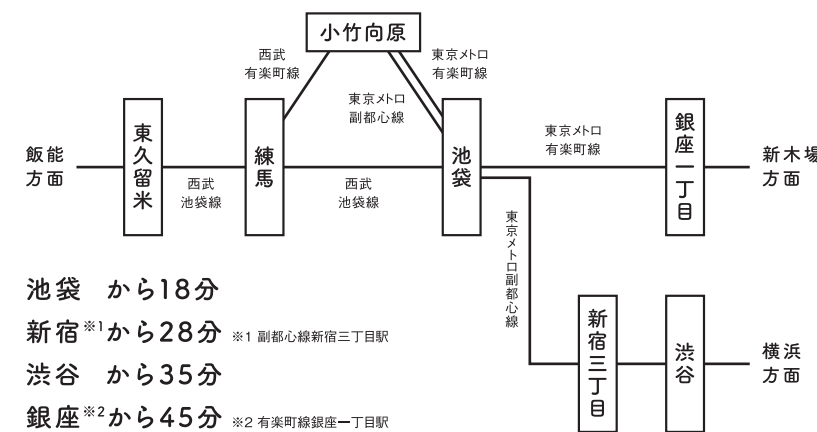 小竹向原
西武
有楽町線
東京メトロ
有楽町線
東京メトロ
副都心線
飯能
方面
東久留米
西武
池袋線
練馬
西武
池袋線
池袋
東京メトロ
有楽町線
銀座一丁目
新木場
方面
東京メトロ副都心線
新宿三丁目
渋谷
横浜
方面
池袋 から18分
新宿※1から28分 ※1 副都心線新宿三丁目駅
渋谷 から35分
銀座※2から45分 ※2 有楽町線銀座一丁目駅